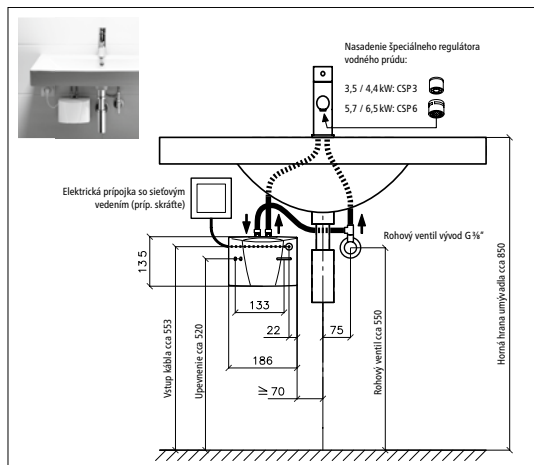 Nasadenie špeciálneho regulátora
vodného prúdu:
3,5 / 4,4 kW: CSP3
5,7 / 6,5 kW: CSP6
Elektrická prípojka so sieťovým
vedením (príp. skráťte)
Rohový ventil vývod G⅜“
135
133
22
75
186
≥ 70
Vstup kábla cca 553
Upevnenie cca 520
Rohový ventil cca 550
Horná hrana umývadla cca 850